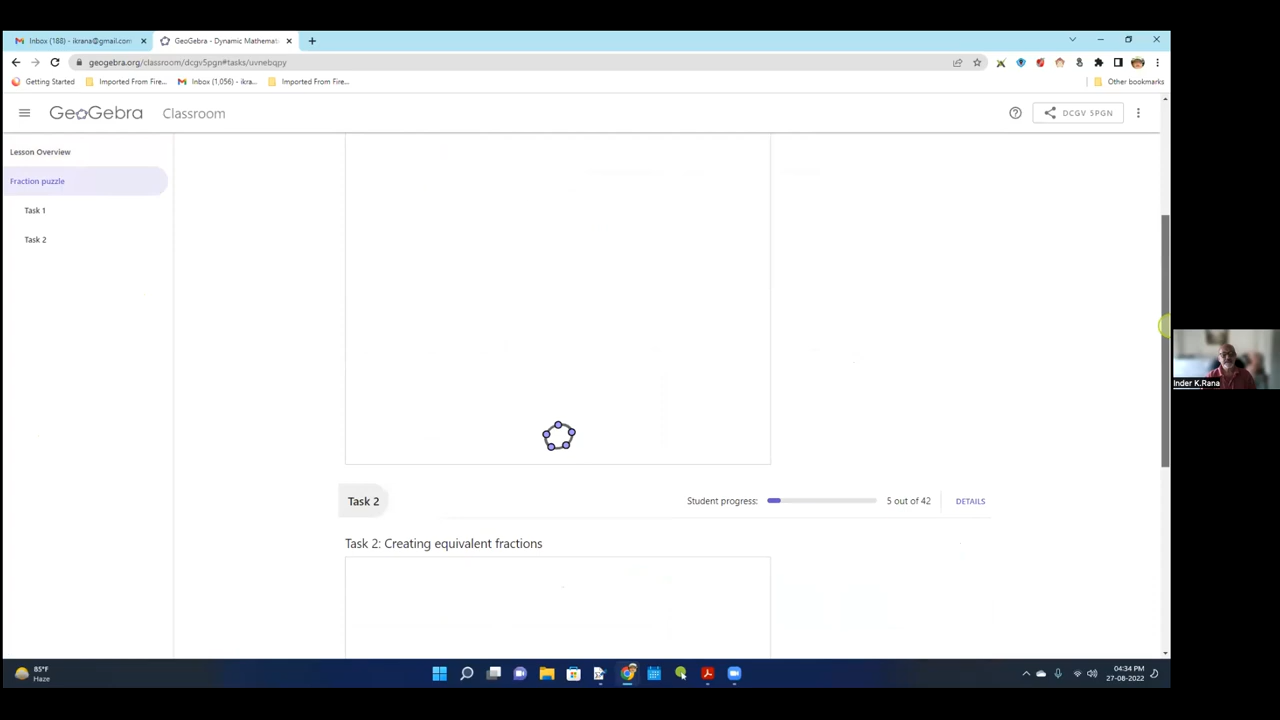 Inbox (188) - ikrana@gmail.com
GeoGebra - Dynamic Mathemat
geogebra.org/classroom/dcgv5pgn#tasks/uvnebqpy
Getting Started
Imported From Fire...
Inbox (1,056) - ikra...
Imported From Fire...
Other bookmarks
GeoGebra
Classroom
DCGV 5PGN
Lesson Overview
Fraction puzzle
Task 1
Task 2
Inder K.Rana
Task 2
Student progress:
5 out of 42
DETAILS
Task 2: Creating equivalent fractions
85°F
Haze
04:34 PM
27-08-2022